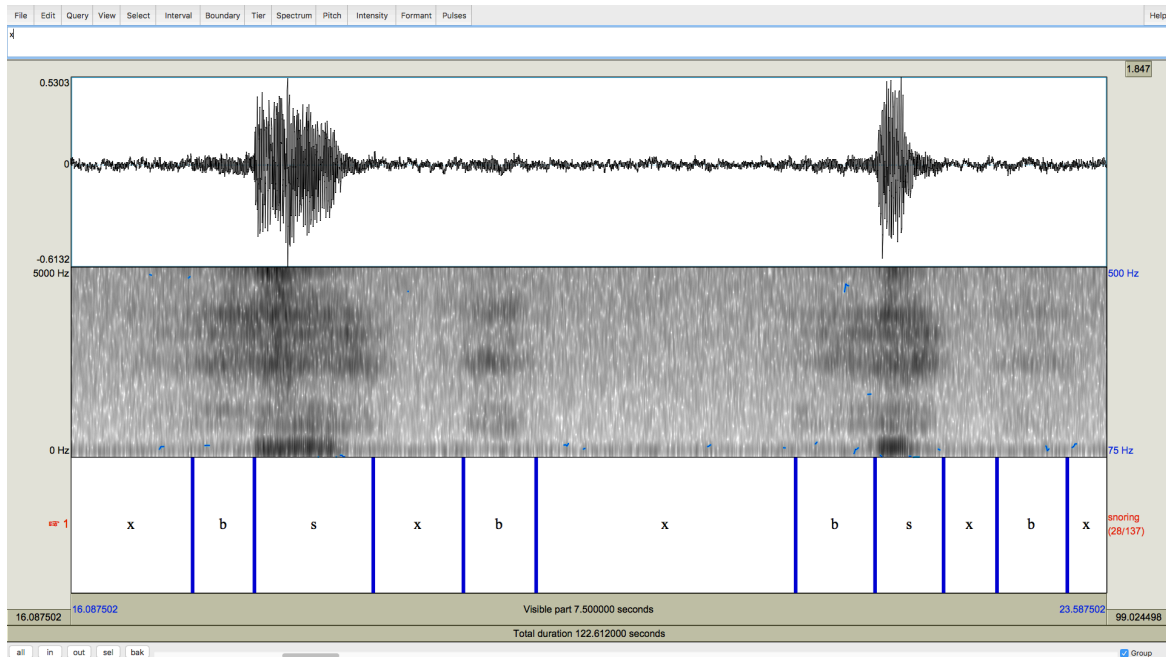 File Edit Query View Select Interval Boundary Tier Spectrum Pitch Intensity Formant Pulses Help
x
1.847
0.5303
0
-0.6132
5000 Hz 500 Hz
0 Hz 75 Hz
1 x b s x b x b s x b x snoring
(28/137)
16.087502 Visible part 7.500000 seconds 23.587502
16.087502 99.024498
Total duration 122.612000 seconds
all in out sel bak Group